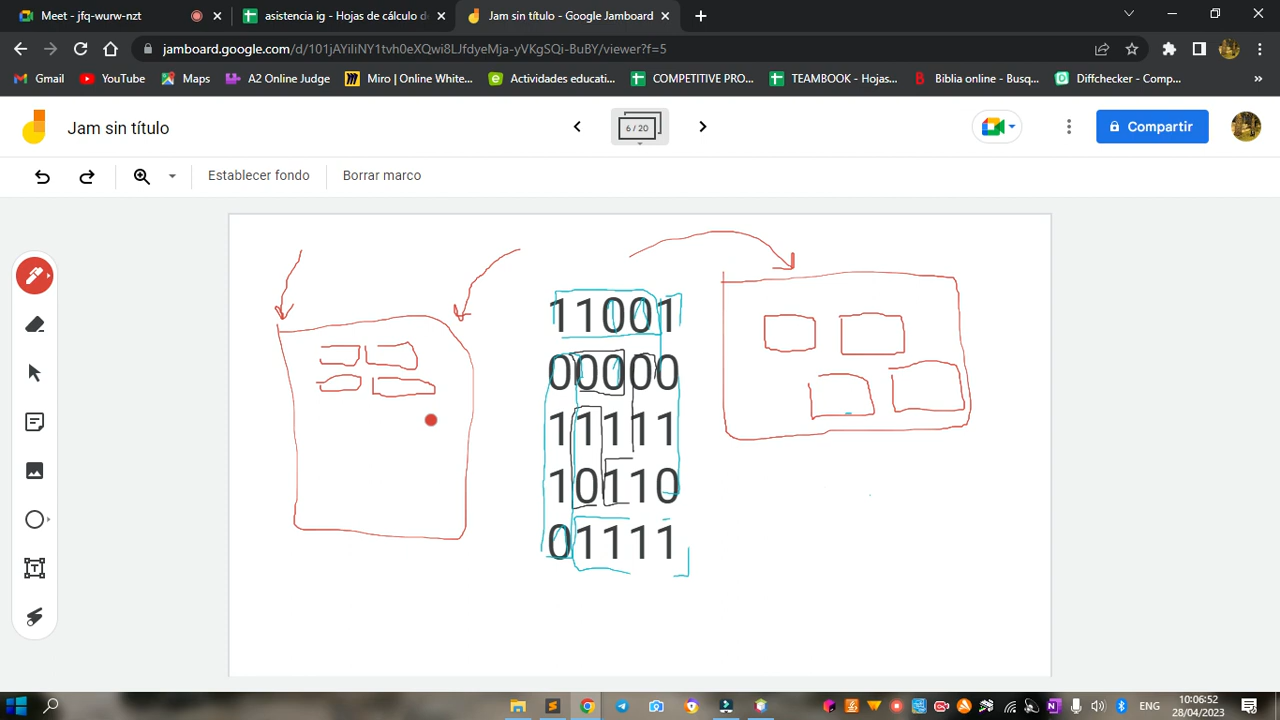 Meet - jfq-wurw-nzt
asistencia ig - Hojas de cálculo d
Jam sin título - Google Jamboard
jamboard.google.com/d/101jAYiliNY1tvh0eXQwi8LJfdyeMja-yVKgSQi-BuBY/viewer?f=5
Gmail YouTube Maps A2 Online Judge Miro | Online White... Actividades educati... COMPETITIVE PRO... TEAMBOOK - Hojas... Biblia online - Busq... Diffchecker - Comp...
Jam sin título
6 / 20
Compartir
Establecer fondo
Borrar marco
11001
00000
11111
10110
01111
ENG
10:06:52
28/04/2023